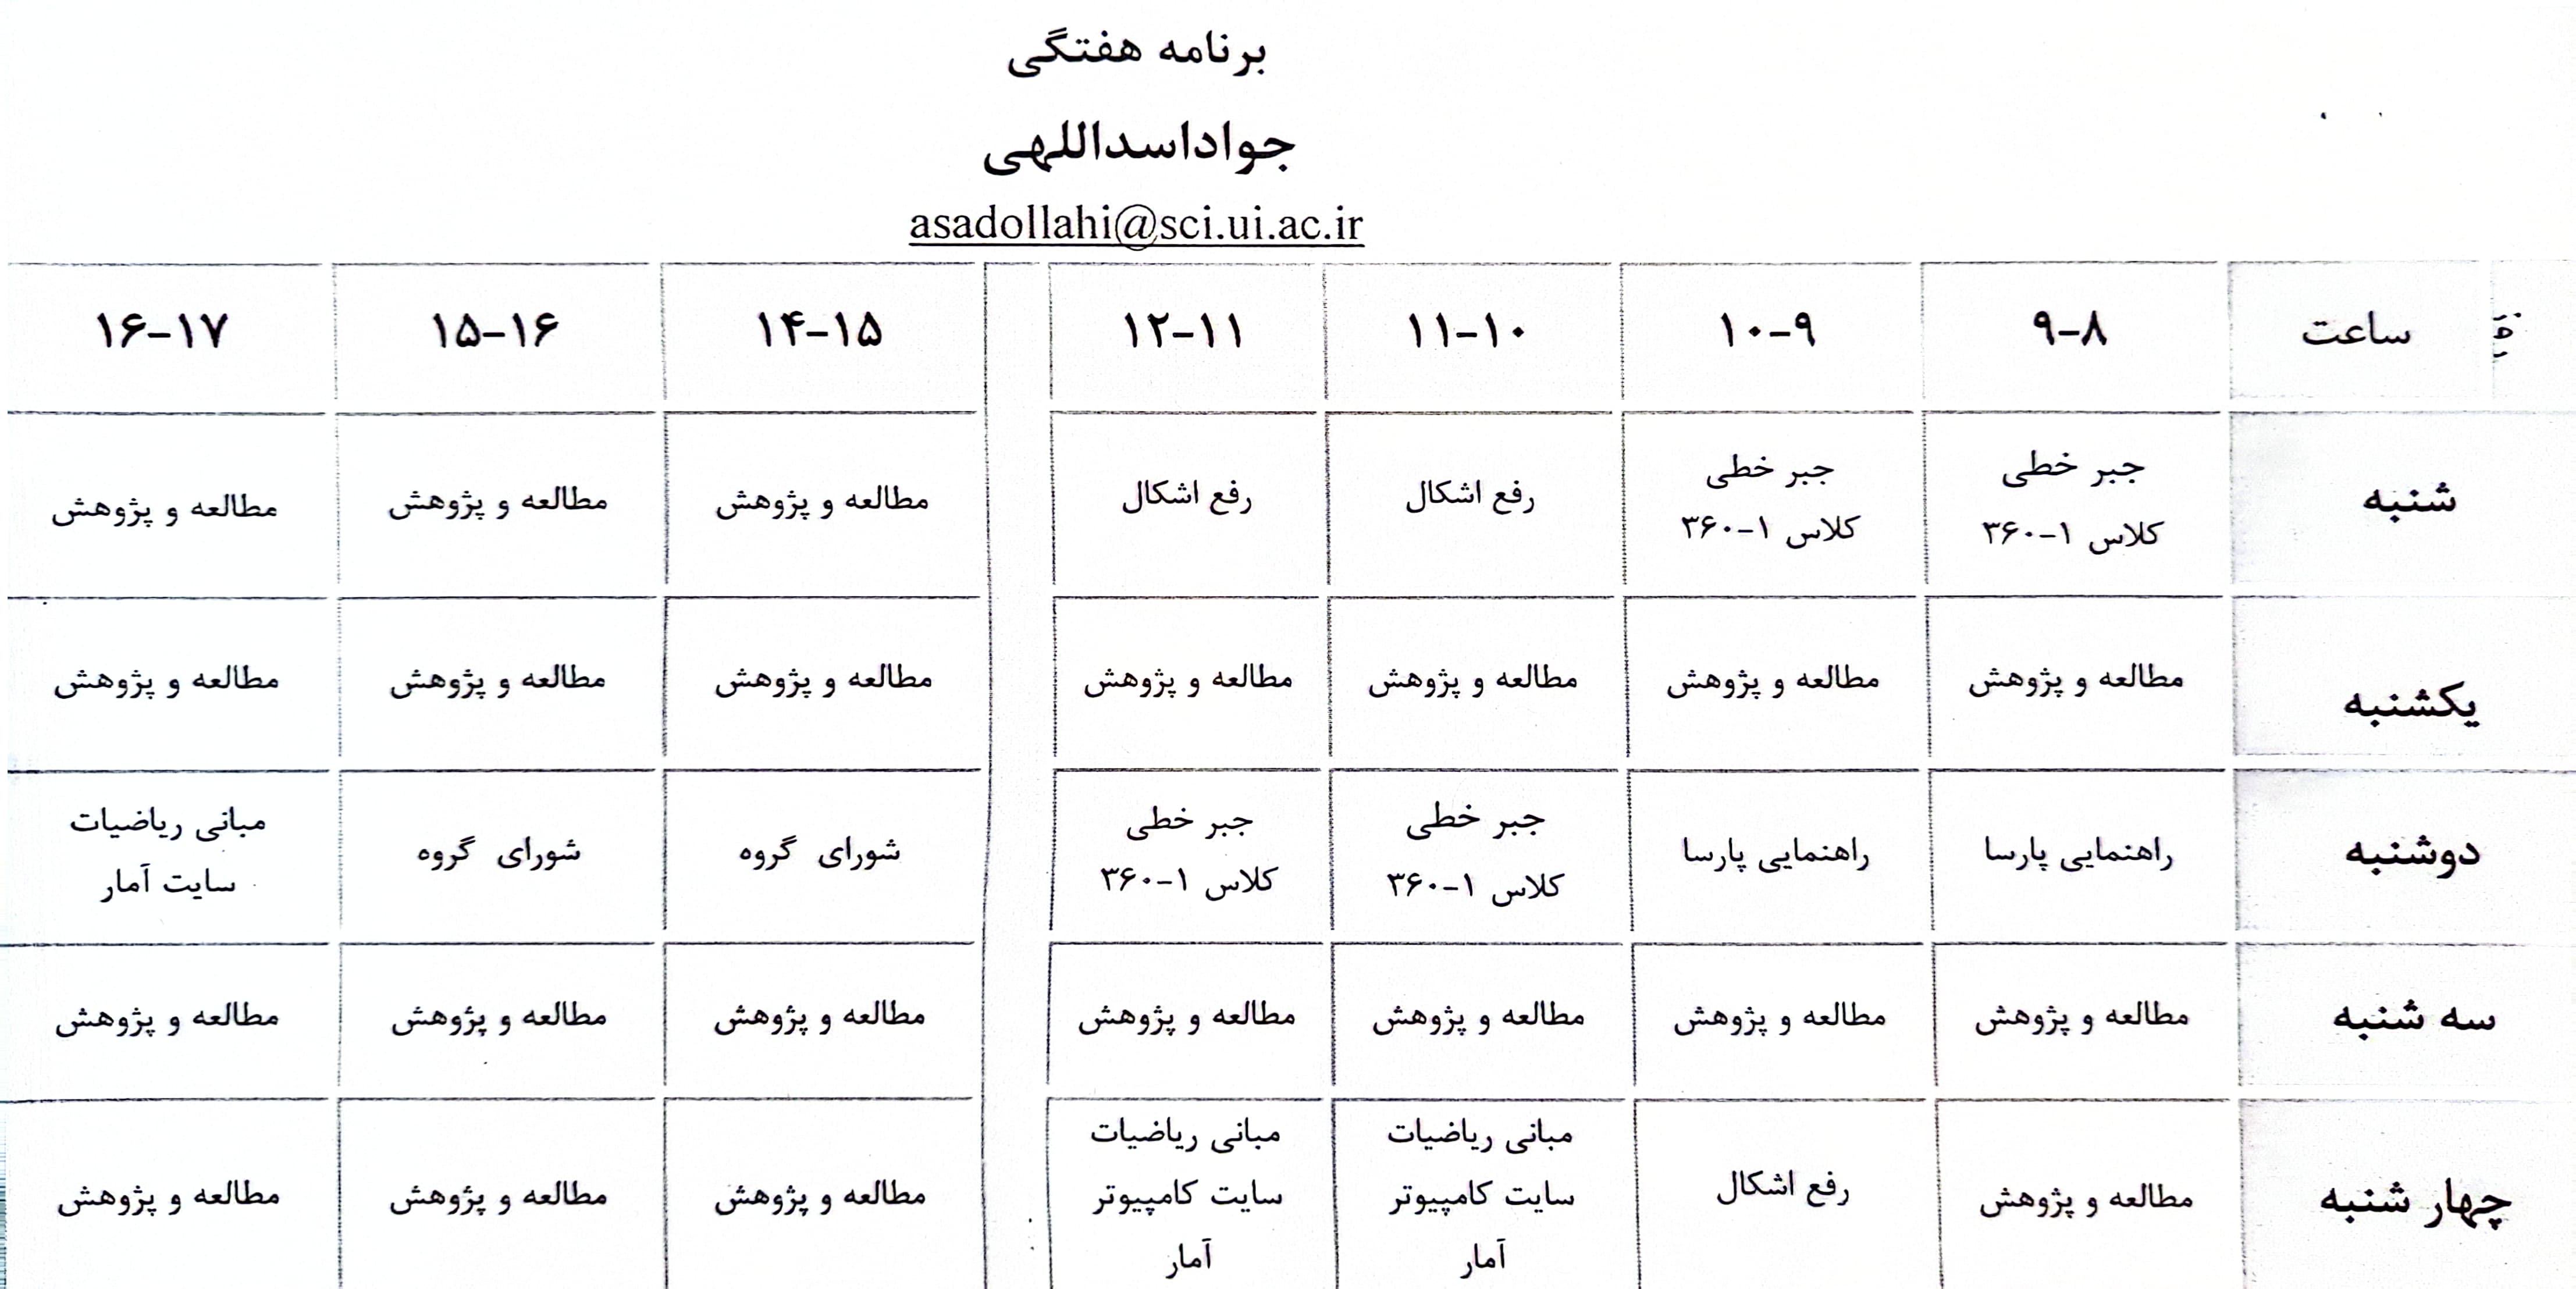 برنامه هفتگی
جواداسداللهی
asadollahi@sci.ui.ac.ir
ساعت ۸-۹ ۹-۱۰ ۱۰-۱۱ ۱۱-۱۲ ۱۴-۱۵ ۱۵-۱۶ ۱۶-۱۷
شنبه
جبر خطی
کلاس ۱-۳۶۰
جبر خطی
کلاس ۱-۳۶۰
رفع اشکال
رفع اشکال
مطالعه و پژوهش
مطالعه و پژوهش
مطالعه و پژوهش
یکشنبه
مطالعه و پژوهش
مطالعه و پژوهش
مطالعه و پژوهش
مطالعه و پژوهش
مطالعه و پژوهش
مطالعه و پژوهش
مطالعه و پژوهش
دوشنبه
راهنمایی پارسا
راهنمایی پارسا
جبر خطی
کلاس ۱-۳۶۰
جبر خطی
کلاس ۱-۳۶۰
شورای گروه
شورای گروه
مبانی ریاضیات
سایت آمار
سه شنبه
مطالعه و پژوهش
مطالعه و پژوهش
مطالعه و پژوهش
مطالعه و پژوهش
مطالعه و پژوهش
مطالعه و پژوهش
مطالعه و پژوهش
چهار شنبه
مطالعه و پژوهش
رفع اشکال
مبانی ریاضیات
سایت کامپیوتر
آمار
مبانی ریاضیات
سایت کامپیوتر
آمار
مطالعه و پژوهش
مطالعه و پژوهش
مطالعه و پژوهش